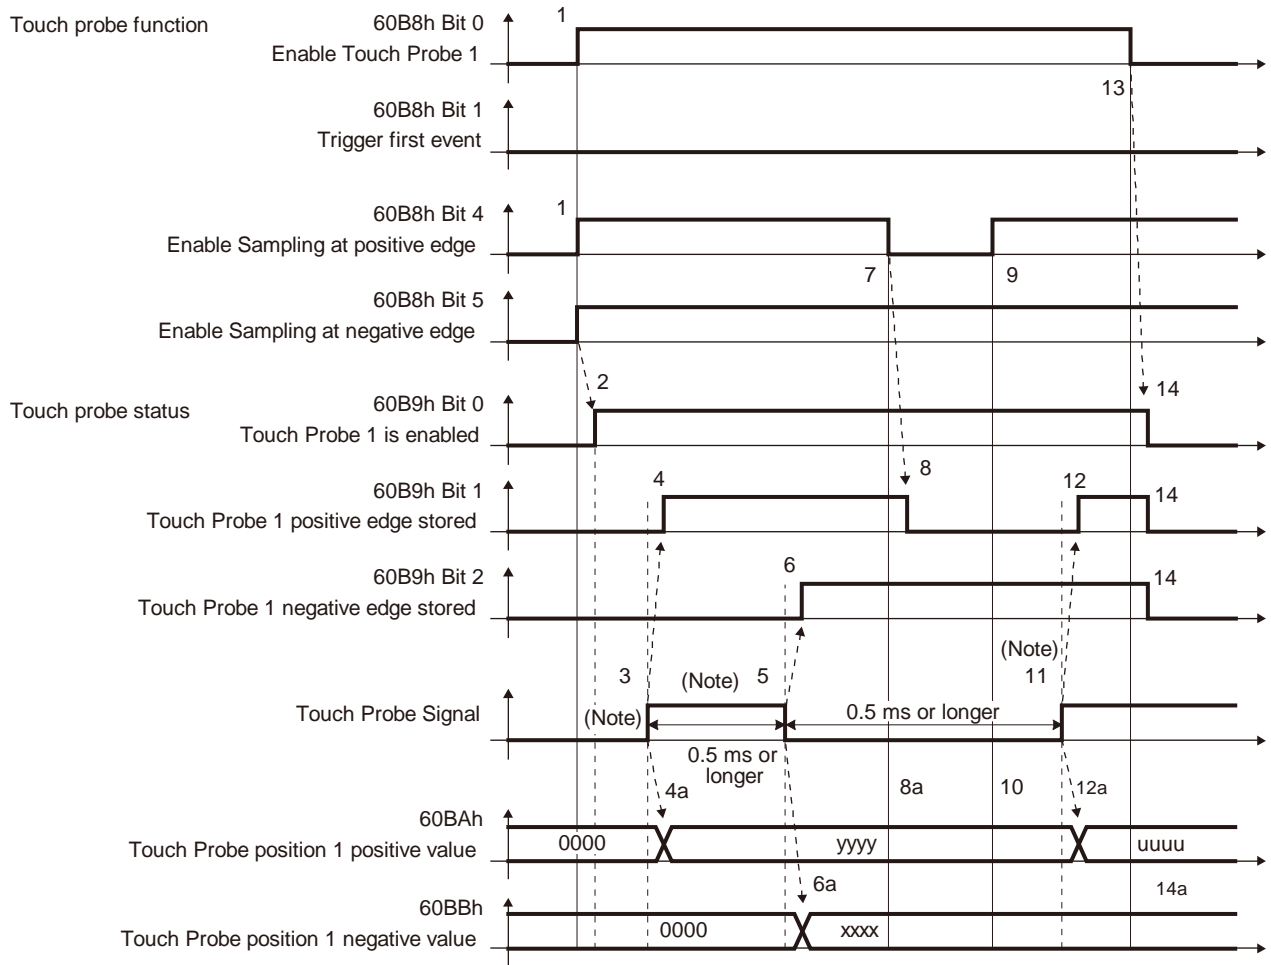 Touch probe function
60B8h Bit 0
Enable Touch Probe 1
1
13
60B8h Bit 1
Trigger first event
60B8h Bit 4
Enable Sampling at positive edge
1
7
9
60B8h Bit 5
Enable Sampling at negative edge
2
Touch probe status
60B9h Bit 0
Touch Probe 1 is enabled
14
8
60B9h Bit 1
Touch Probe 1 positive edge stored
4
12
14
60B9h Bit 2
Touch Probe 1 negative edge stored
6
14
Touch Probe Signal
3
(Note)
(Note)
5
(Note)
11
0.5 ms or longer
0.5 ms or
longer
4a
8a
10
12a
60BAh
Touch Probe position 1 positive value
0000
yyyy
uuuu
6a
14a
60BBh
Touch Probe position 1 negative value
0000
xxxx